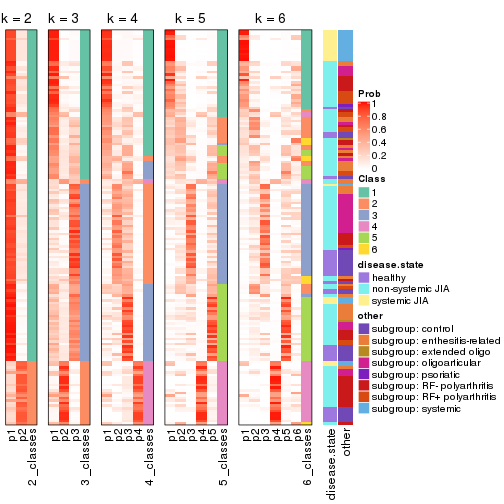 k = 2 k = 3 k = 4 k = 5 k = 6
Prob
1
0.8
0.6
0.4
0.2
0
Class
1
2
3
4
5
6
disease.state
healthy
non-systemic JIA
systemic JIA
other
subgroup: control
subgroup: enthesitis-related
subgroup: extended oligo
subgroup: oligoarticular
subgroup: psoriatic
subgroup: RF- polyarthritis
subgroup: RF+ polyarthritis
subgroup: systemic
p1
p2
2_classes
p1
p2
p3
3_classes
p1
p2
p3
p4
4_classes
p1
p2
p3
p4
p5
5_classes
p1
p2
p3
p4
p5
p6
6_classes
disease.state
other